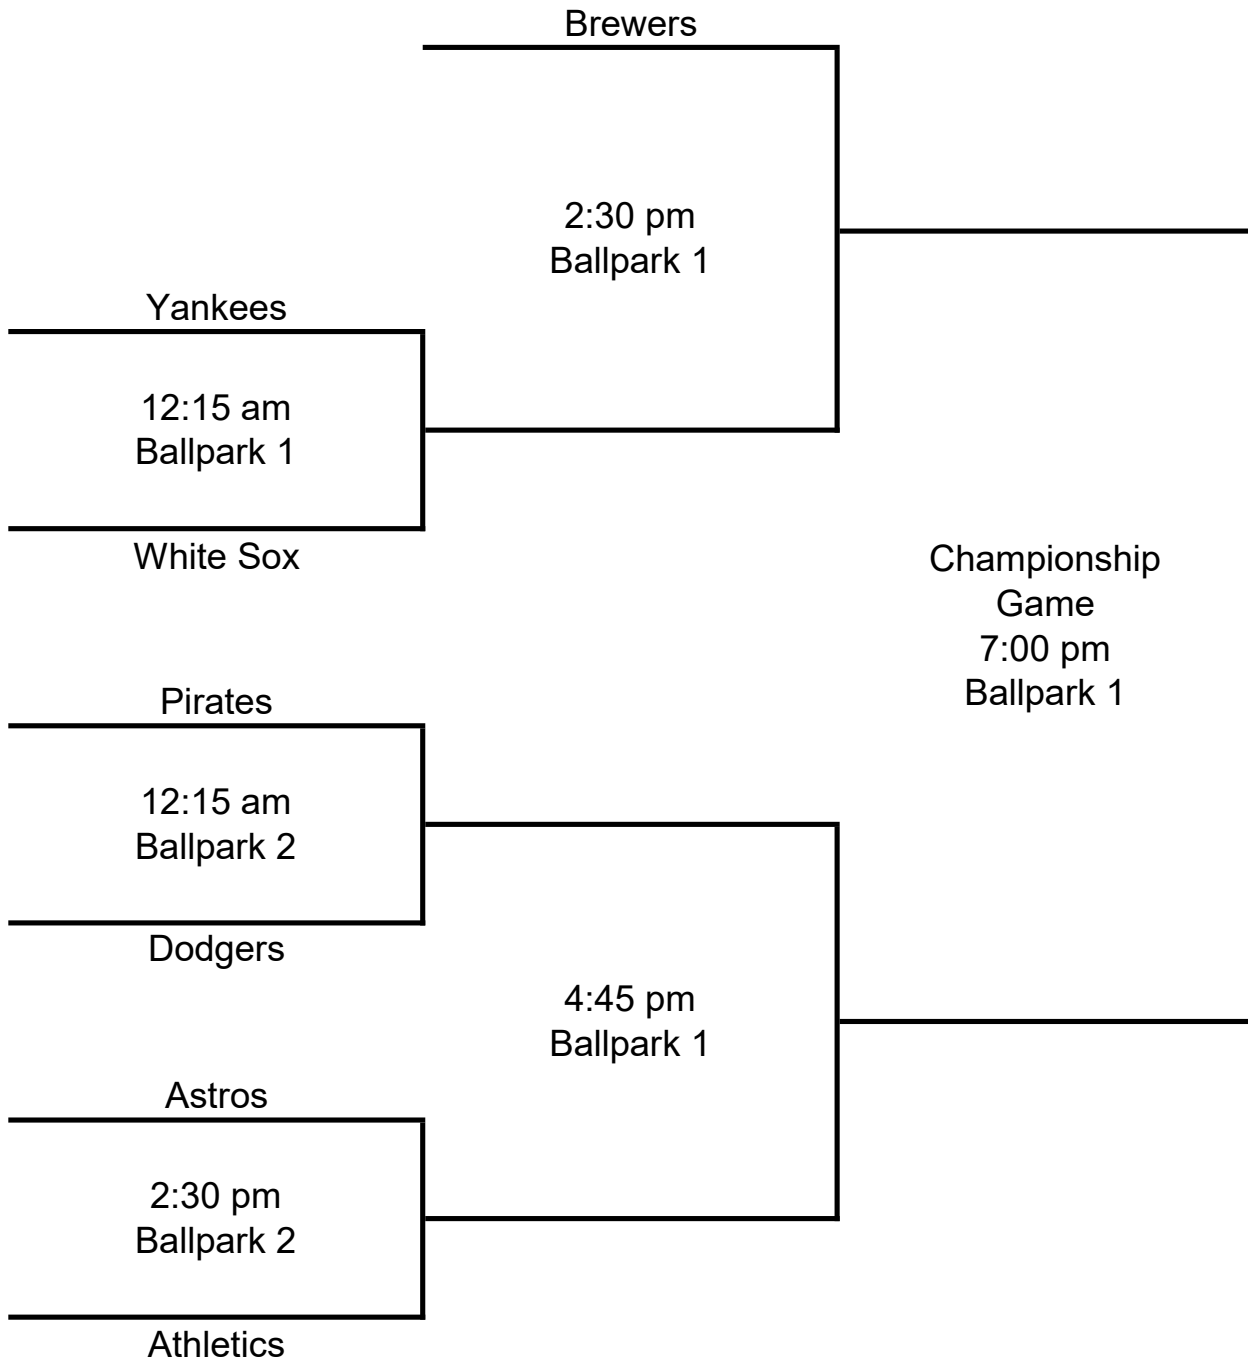 Brewers
2:30 pm
Ballpark 1
Yankees
12:15 am
Ballpark 1
White Sox
Championship
Game
7:00 pm
Ballpark 1
Pirates
12:15 am
Ballpark 2
Dodgers
4:45 pm
Ballpark 1
Astros
2:30 pm
Ballpark 2
Athletics